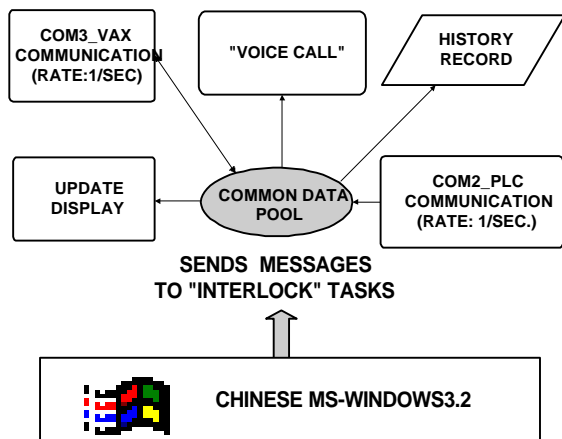 COM3_VAX
COMMUNICATION
(RATE:1/SEC)
"VOICE CALL"
HISTORY
RECORD
UPDATE
DISPLAY
COMMON DATA
POOL
COM2_PLC
COMMUNICATION
(RATE: 1/SEC.)
SENDS MESSAGES
TO "INTERLOCK" TASKS
CHINESE MS-WINDOWS3.2